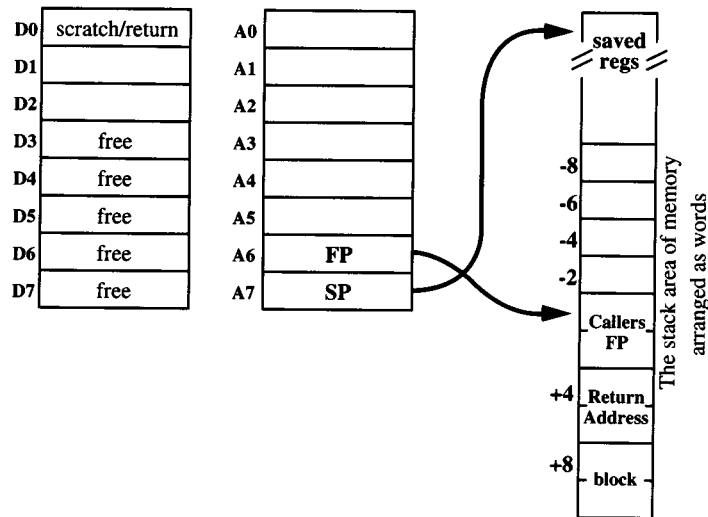 D0 scratch/return
D1
D2
D3 free
D4 free
D5 free
D6 free
D7 free
A0
A1
A2
A3
A4
A5
A6 FP
A7 SP
saved
regs
-8
-6
-4
-2
Callers
FP
+4 Return
Address
+8
block
The stack area of memory
arranged as words